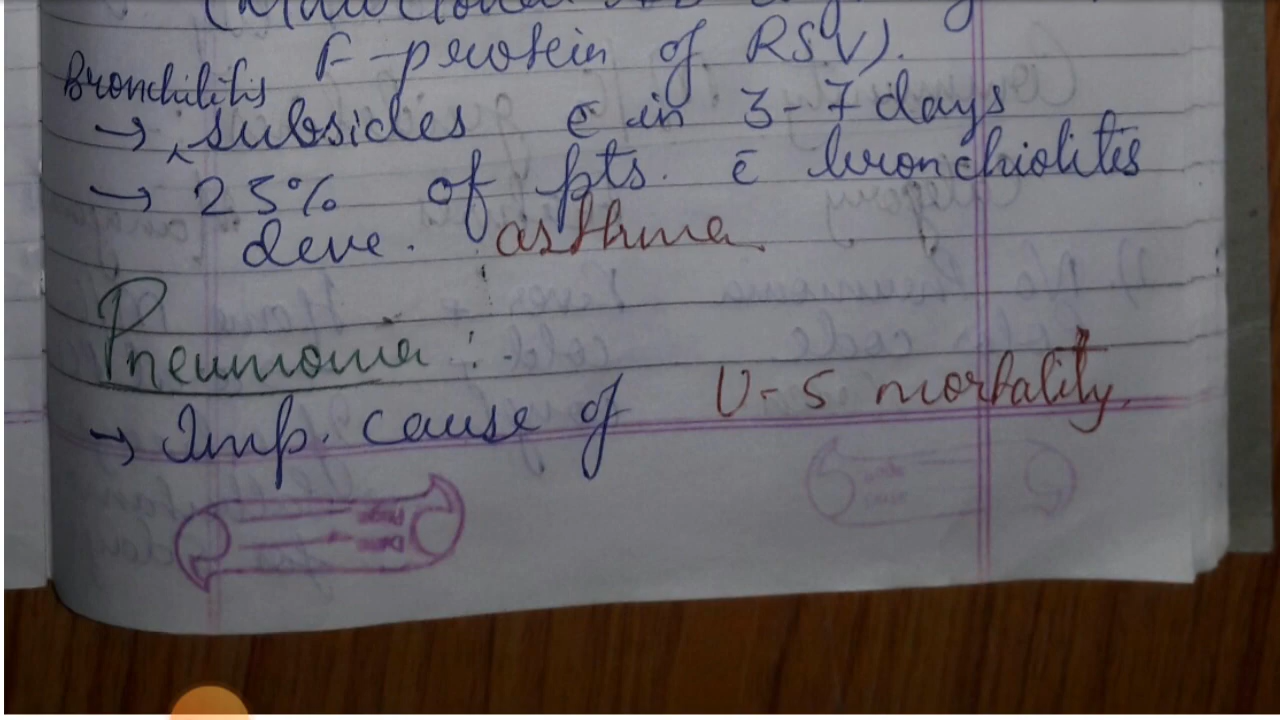 F-protein of RSV).
Bronchilitis
→ subsides c̄ in 3-7 days
→ 25% of pts. c̄ bronchiolitis
deve. asthma
Pneumonia :
→ Imp. cause of U-5 mortality.